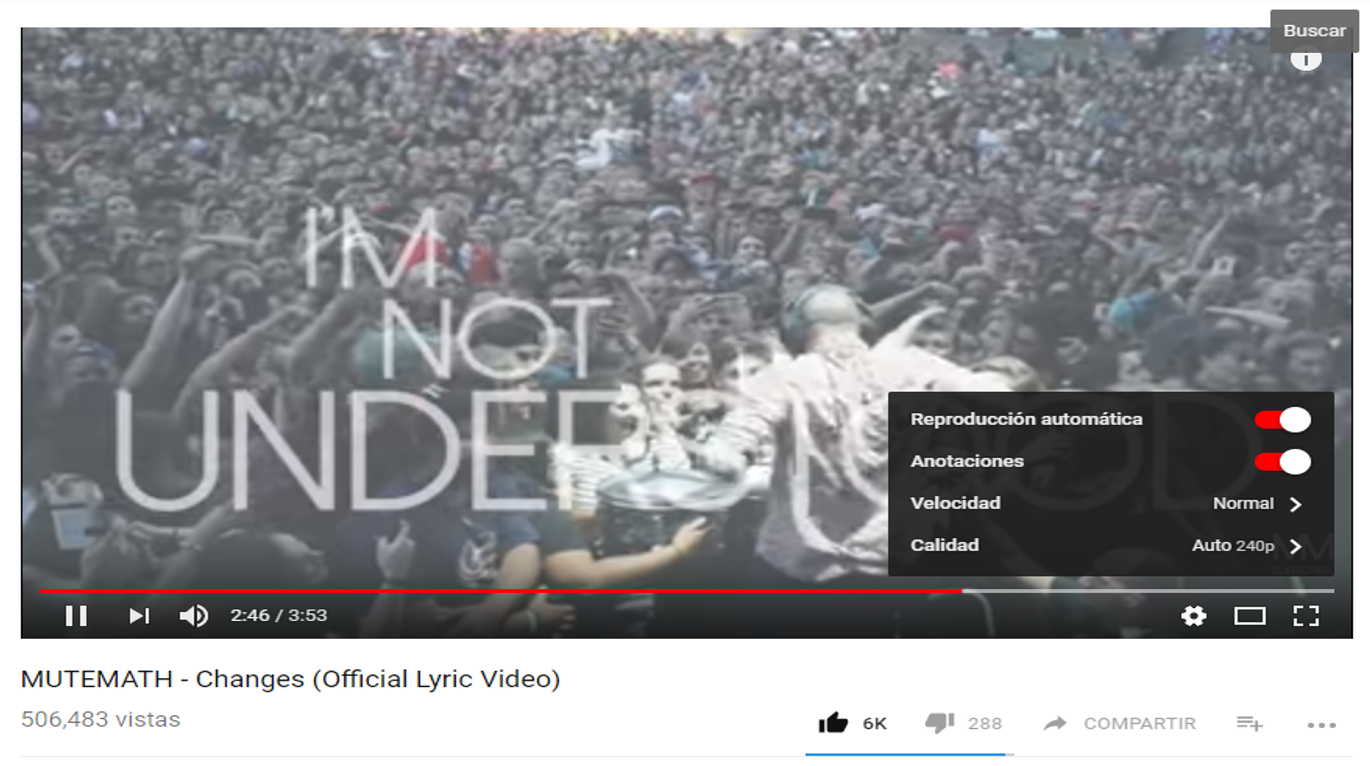 Buscar
I'M
NOT
Reproducción automática
Anotaciones
Velocidad Normal
Calidad Auto 240p
2:46 / 3:53
MUTEMATH - Changes (Official Lyric Video)
506,483 vistas
6K 288 COMPARTIR